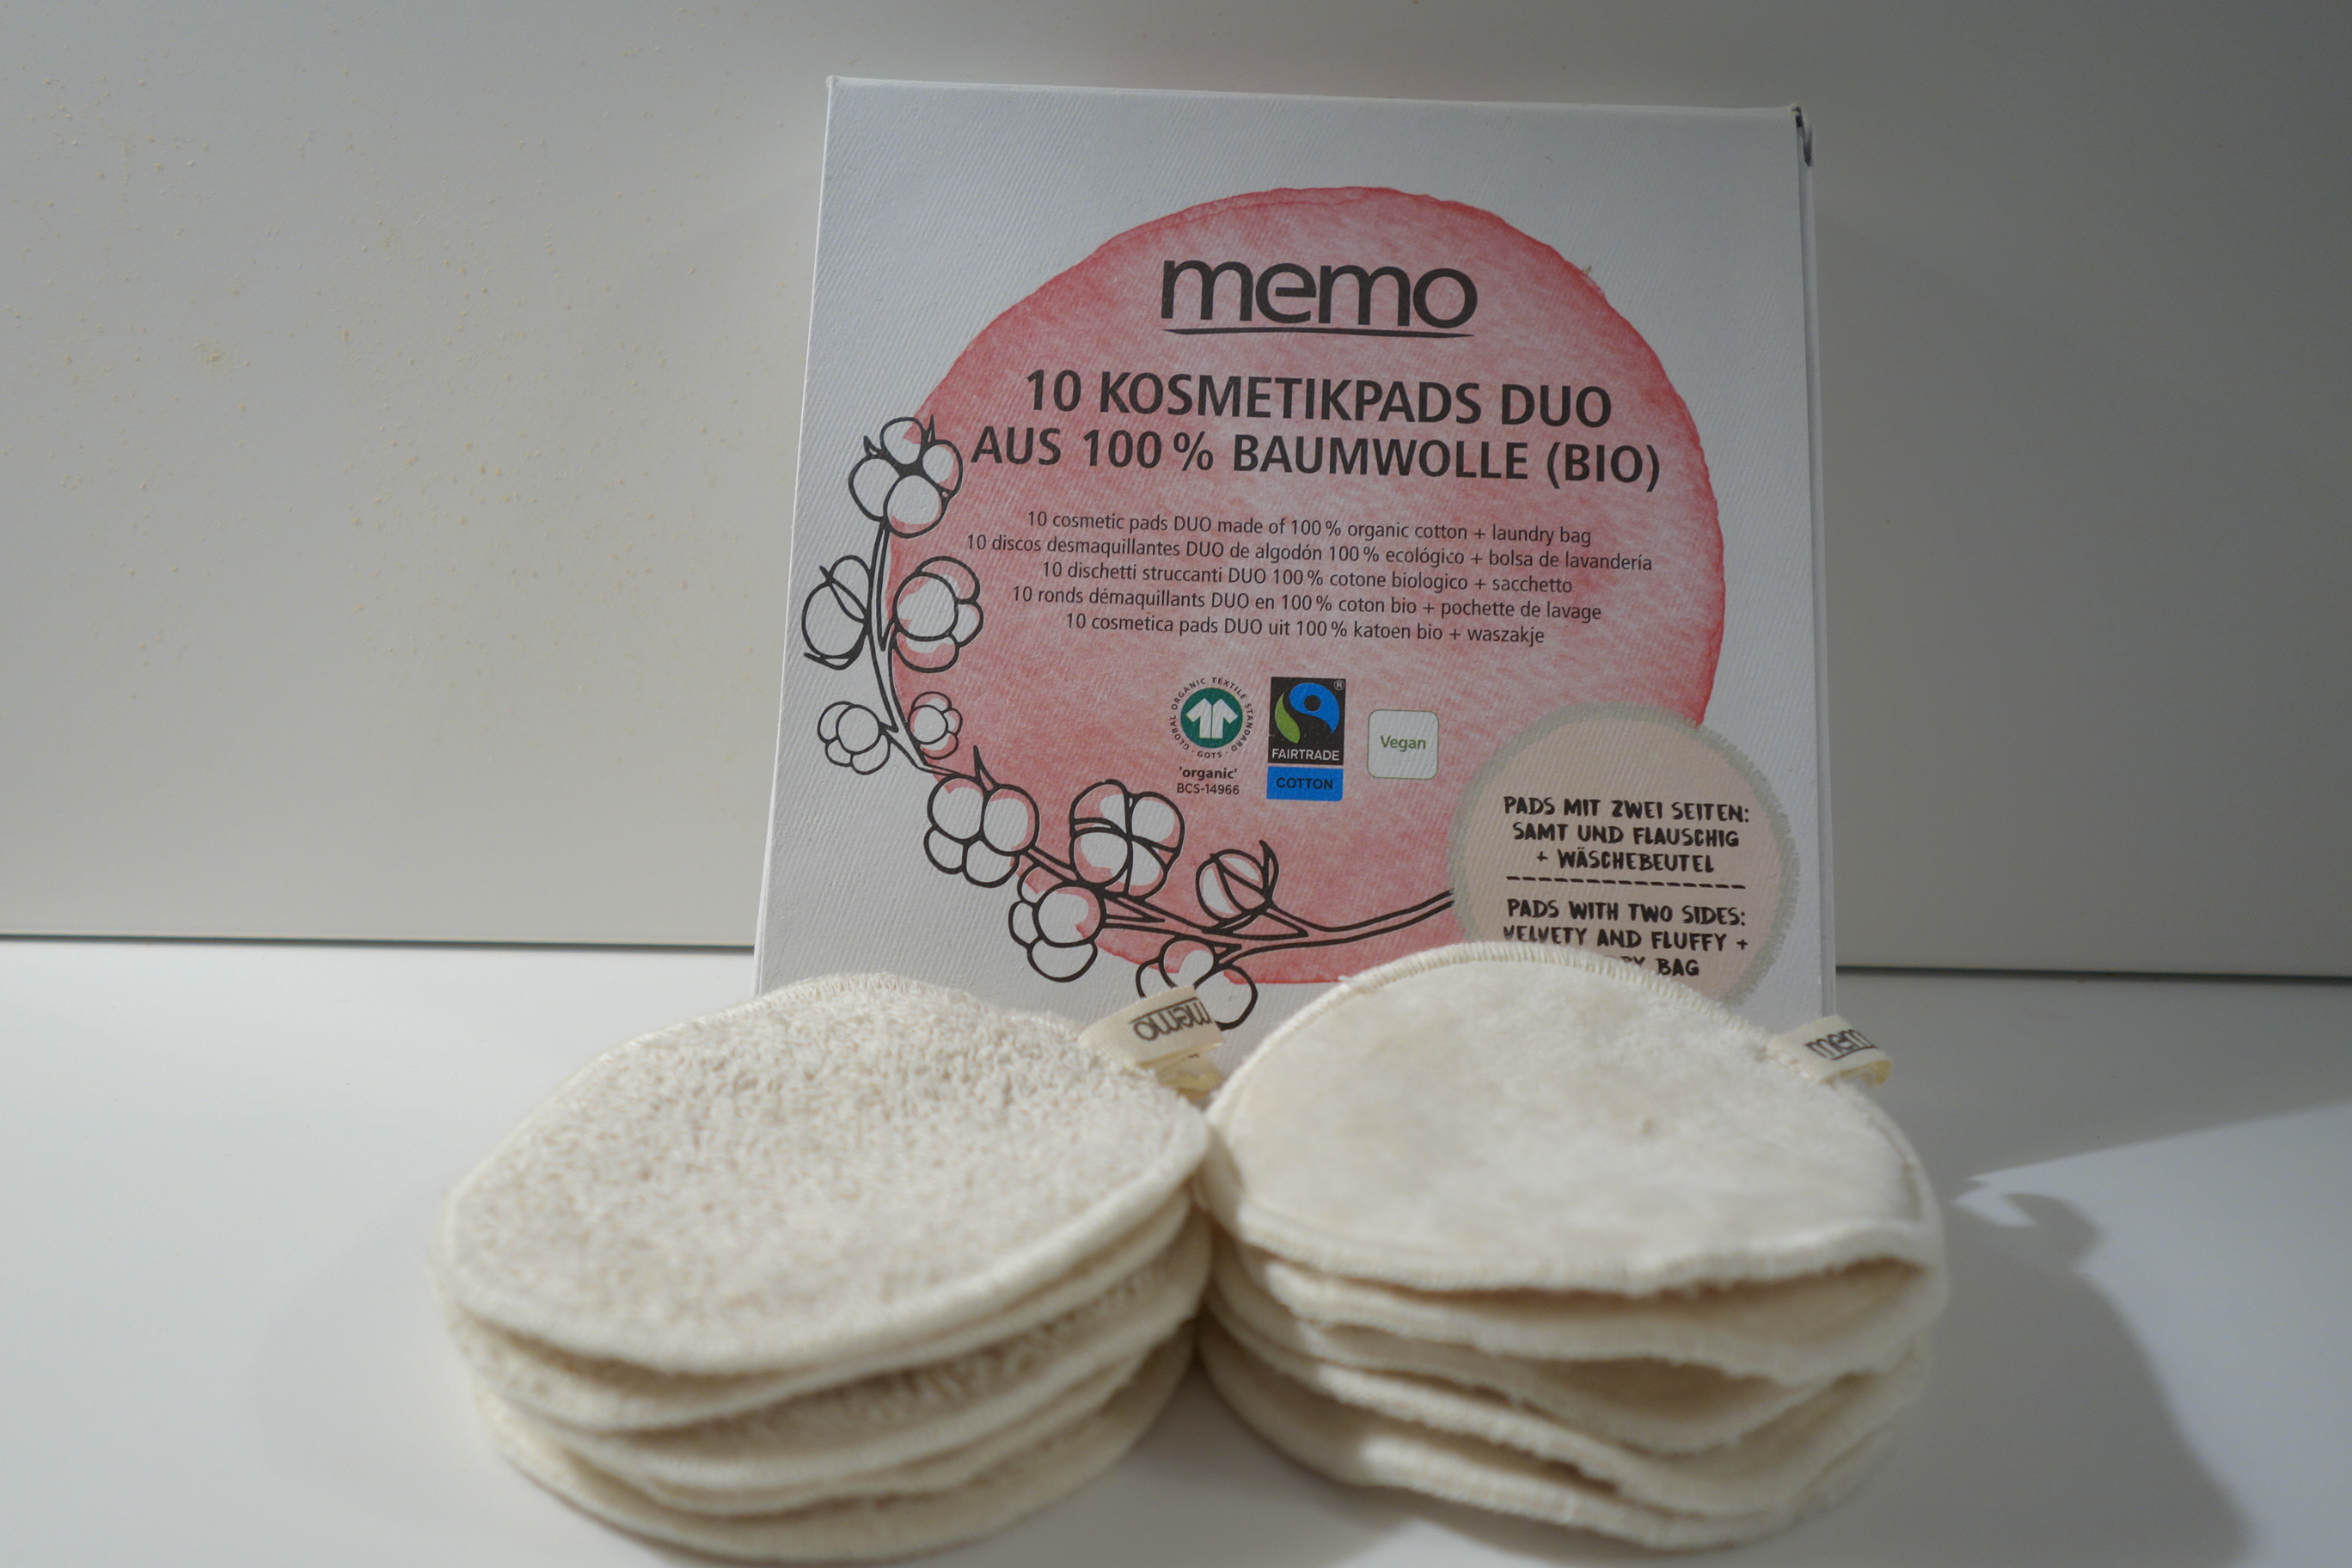 memo
10 KOSMETIKPADS DUO
AUS 100 % BAUMWOLLE (BIO)
10 cosmetic pads DUO made of 100 % organic cotton + laundry bag
10 discos desmaquillantes DUO de algodón 100 % ecológico + bolsa de lavandería
10 dischetti struccanti DUO 100 % cotone biologico + sacchetto
10 ronds démaquillants DUO en 100 % coton bio + pochette de lavage
10 cosmetica pads DUO uit 100 % katoen bio + waszakje
GLOBAL ORGANIC TEXTILE STANDARD · GOTS ·
'organic'
BCS-14966
®
FAIRTRADE
COTTON
Vegan
PADS MIT ZWEI SEITEN:
SAMT UND FLAUSCHIG
+ WÄSCHEBEUTEL
PADS WITH TWO SIDES:
VELVETY AND FLUFFY +
BAG
memo